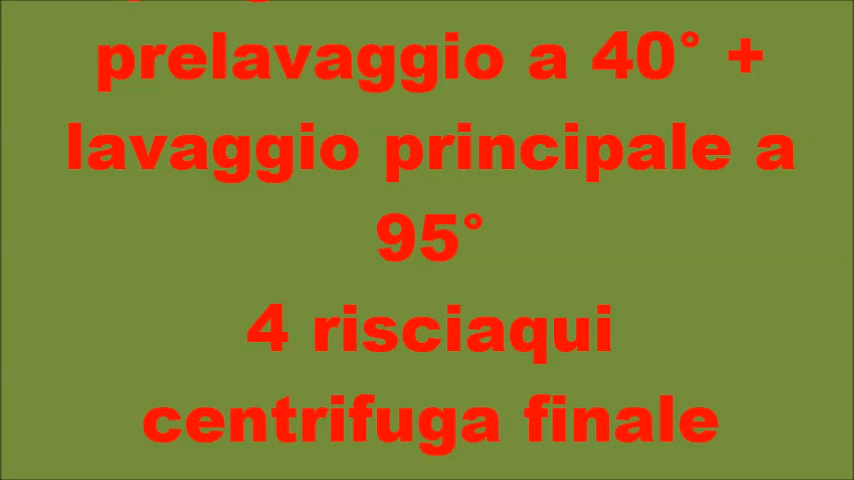 prelavaggio a 40° +
lavaggio principale a
95°
4 risciaqui
centrifuga finale